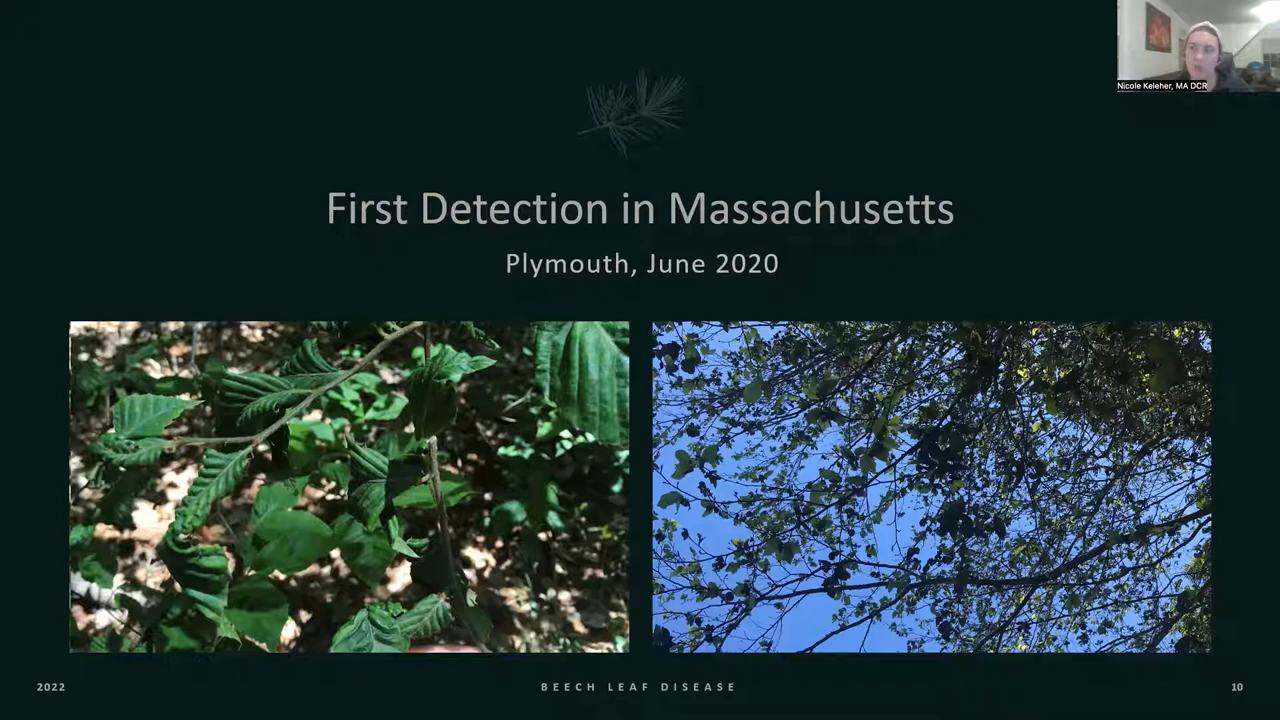 Nicole Keleher, MA DCR
First Detection in Massachusetts
Plymouth, June 2020
2022
BEECH LEAF DISEASE
10